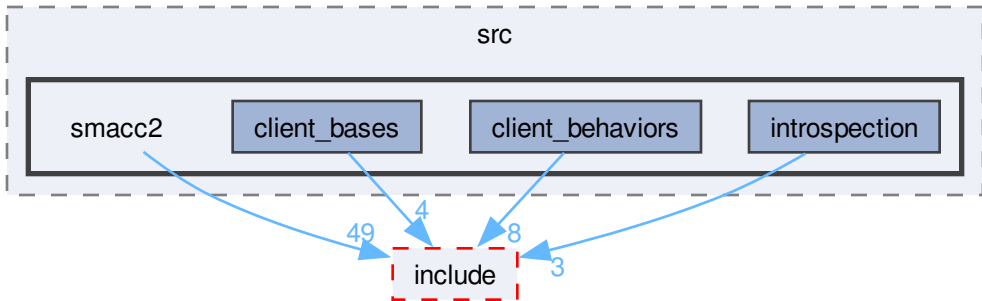 src
smacc2
client_bases
client_behaviors
introspection
49
4
8
3
include